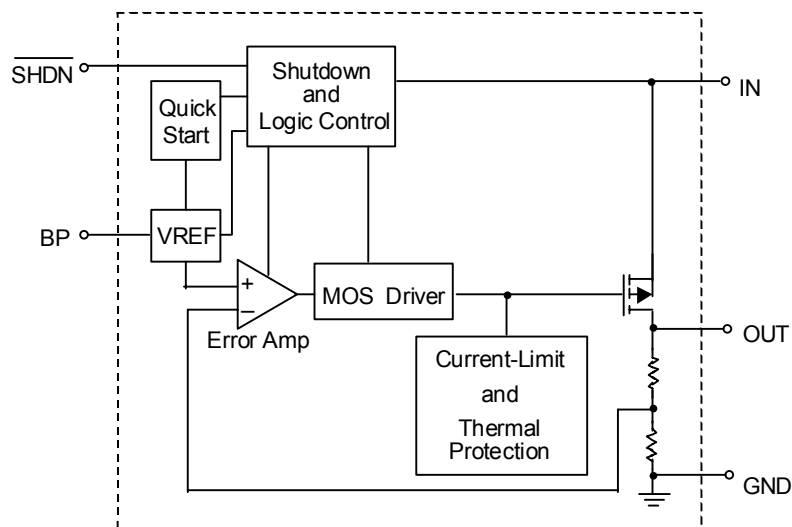 SHDN
Shutdown
and
Logic Control
IN
Quick
Start
BP
VREF
+
−
MOS Driver
Error Amp
OUT
Current-Limit
and
Thermal
Protection
GND